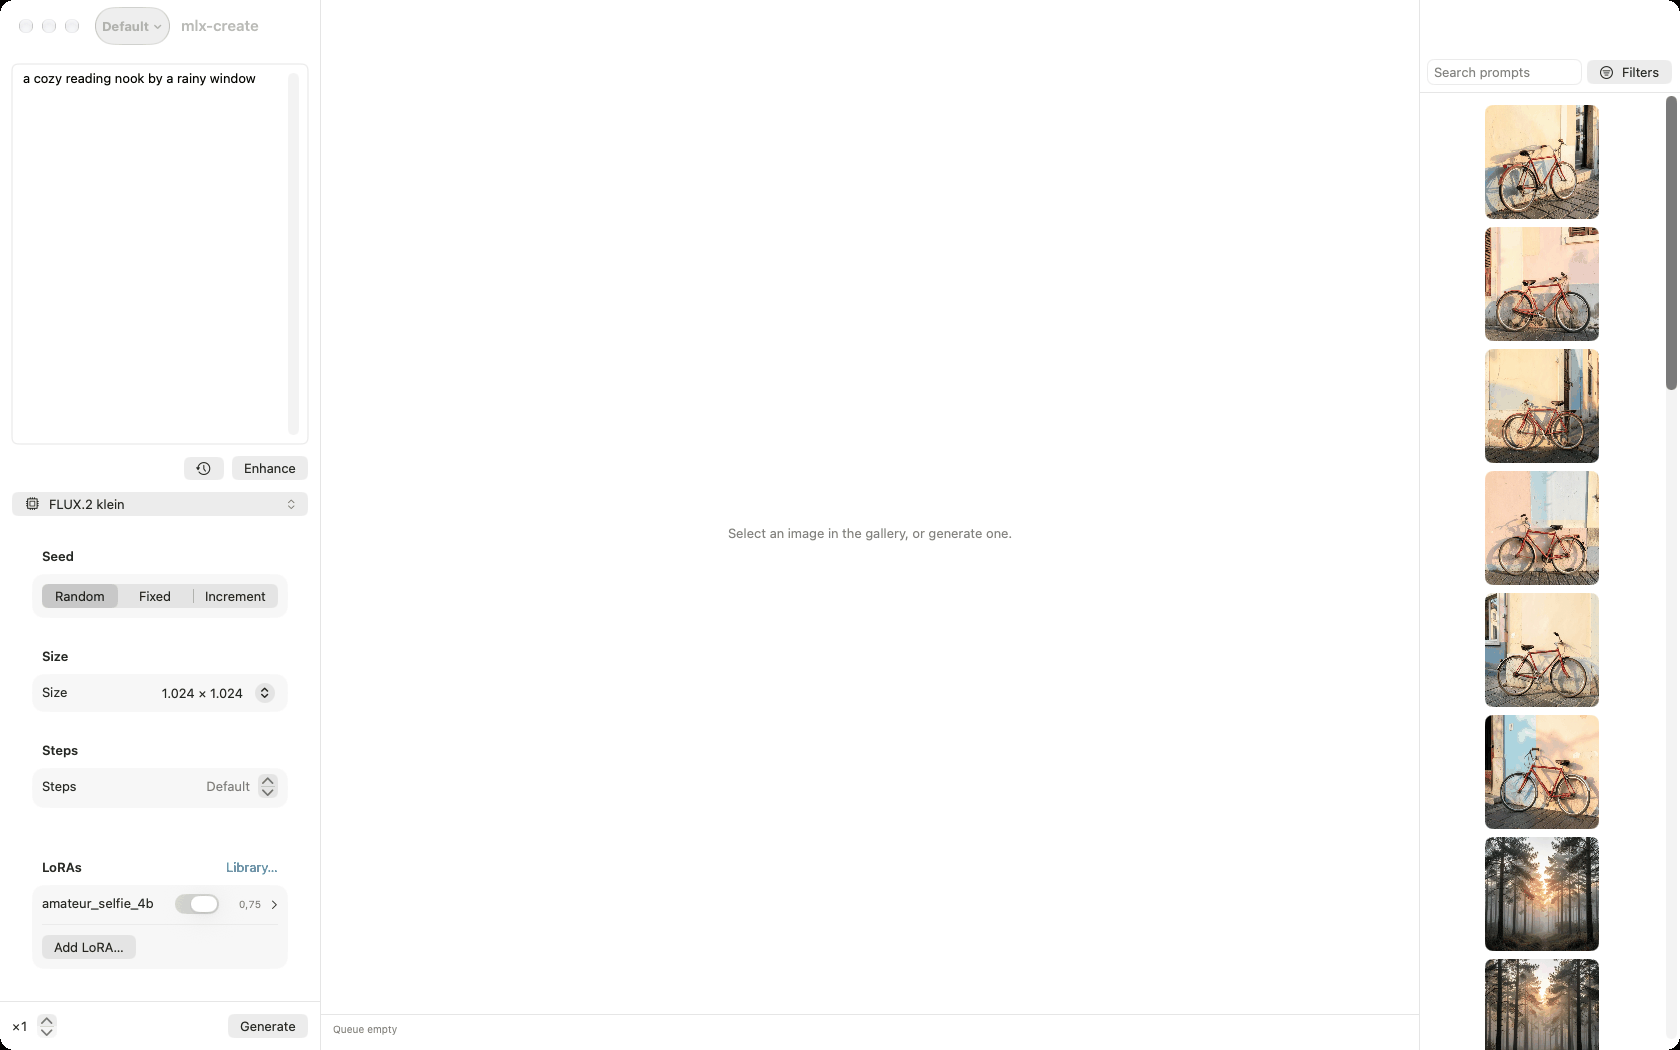 Default
mlx-create
a cozy reading nook by a rainy window
Enhance
FLUX.2 klein
Seed
Random Fixed Increment
Size
Size 1.024 × 1.024
Steps
Steps Default
LoRAs Library...
amateur_selfie_4b 0,75
Add LoRA...
×1 Generate
Select an image in the gallery, or generate one.
Queue empty
Search prompts Filters